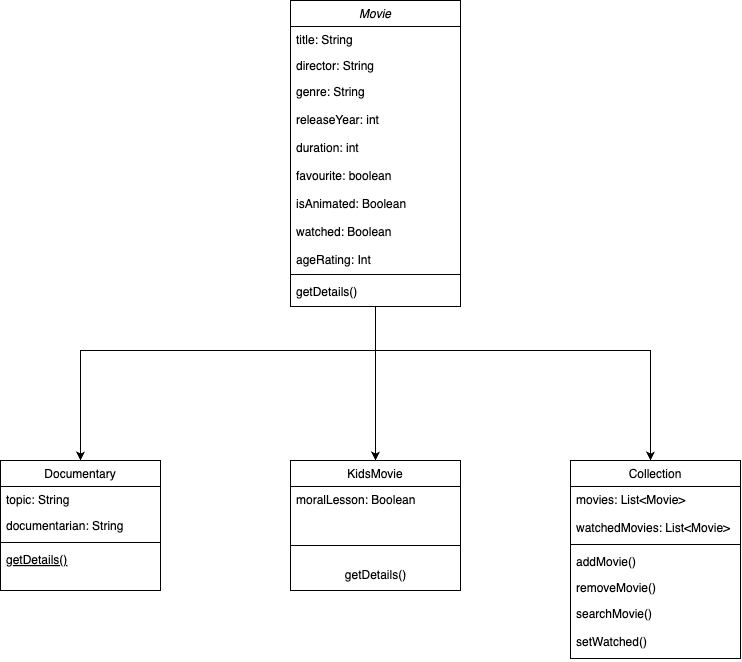 Movie
title: String
director: String
genre: String
releaseYear: int
duration: int
favourite: boolean
isAnimated: Boolean
watched: Boolean
ageRating: Int
getDetails()
Documentary
topic: String
documentarian: String
getDetails()
KidsMovie
moralLesson: Boolean
getDetails()
Collection
movies: List<Movie>
watchedMovies: List<Movie>
addMovie()
removeMovie()
searchMovie()
setWatched()